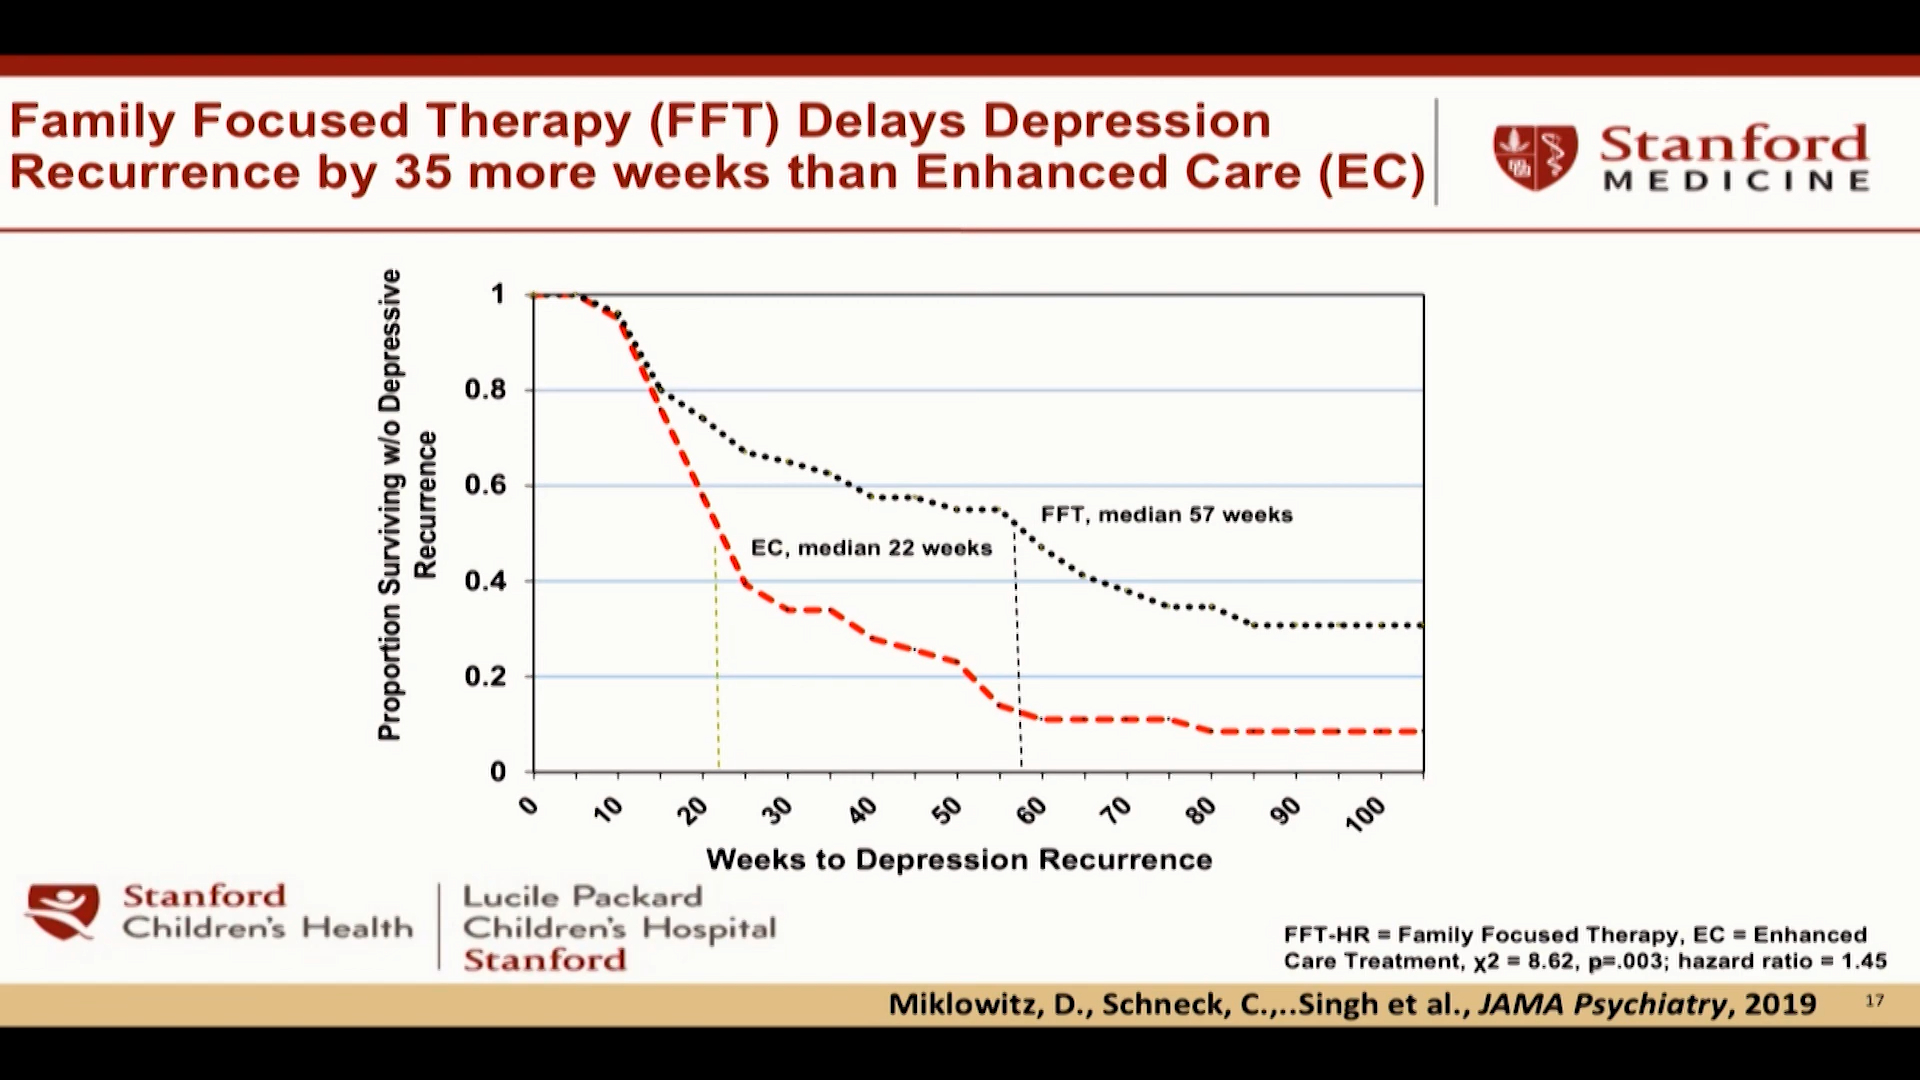 Family Focused Therapy (FFT) Delays Depression
Recurrence by 35 more weeks than Enhanced Care (EC)
Stanford
MEDICINE
Proportion Surviving w/o Depressive
Recurrence
1
0.8
0.6
0.4
0.2
0
FFT, median 57 weeks
EC, median 22 weeks
0 10 20 30 40 50 60 70 80 90 100
Weeks to Depression Recurrence
Stanford
Children's Health
Lucile Packard
Children's Hospital
Stanford
FFT-HR = Family Focused Therapy, EC = Enhanced
Care Treatment, χ2 = 8.62, p=.003; hazard ratio = 1.45
Miklowitz, D., Schneck, C.,..Singh et al., JAMA Psychiatry, 2019
17